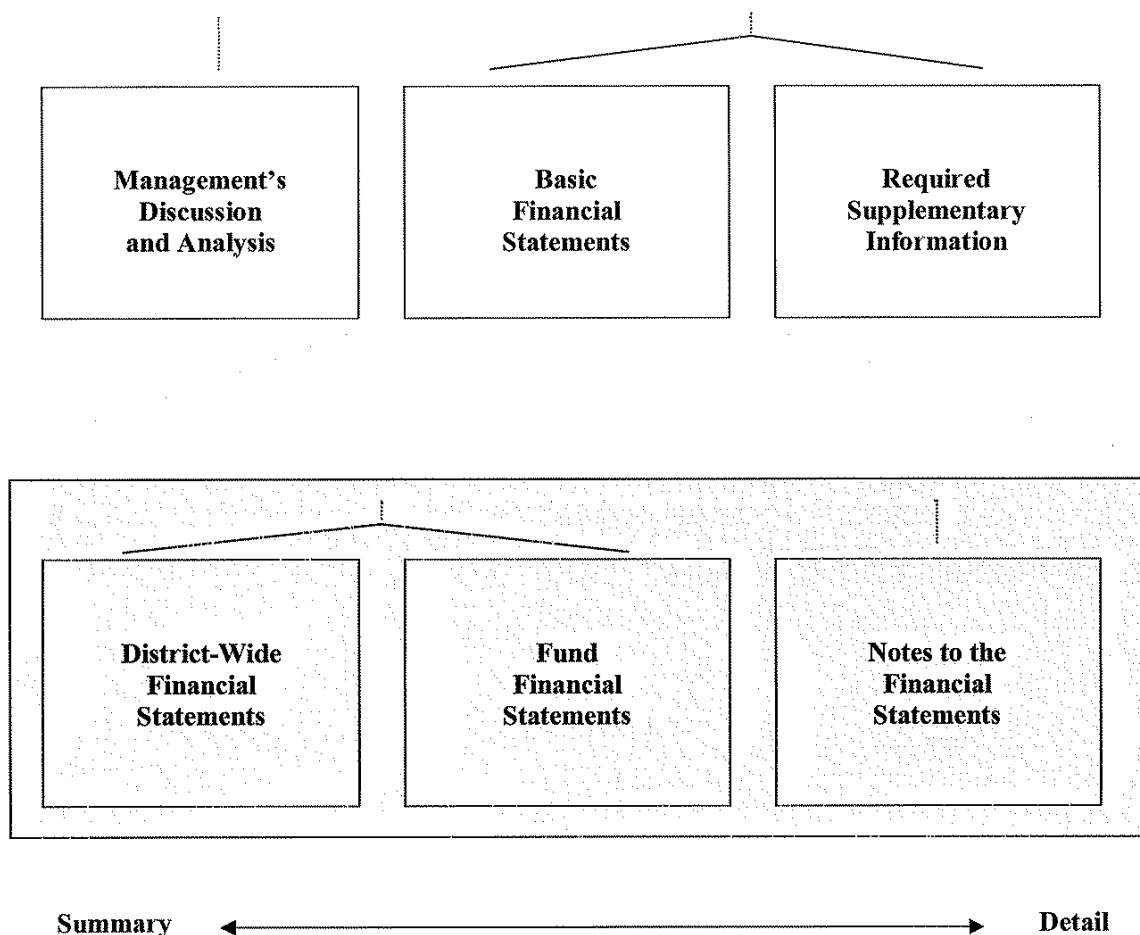 Management's
Discussion
and Analysis
Basic
Financial
Statements
Required
Supplementary
Information
District-Wide
Financial
Statements
Fund
Financial
Statements
Notes to the
Financial
Statements
Summary
Detail